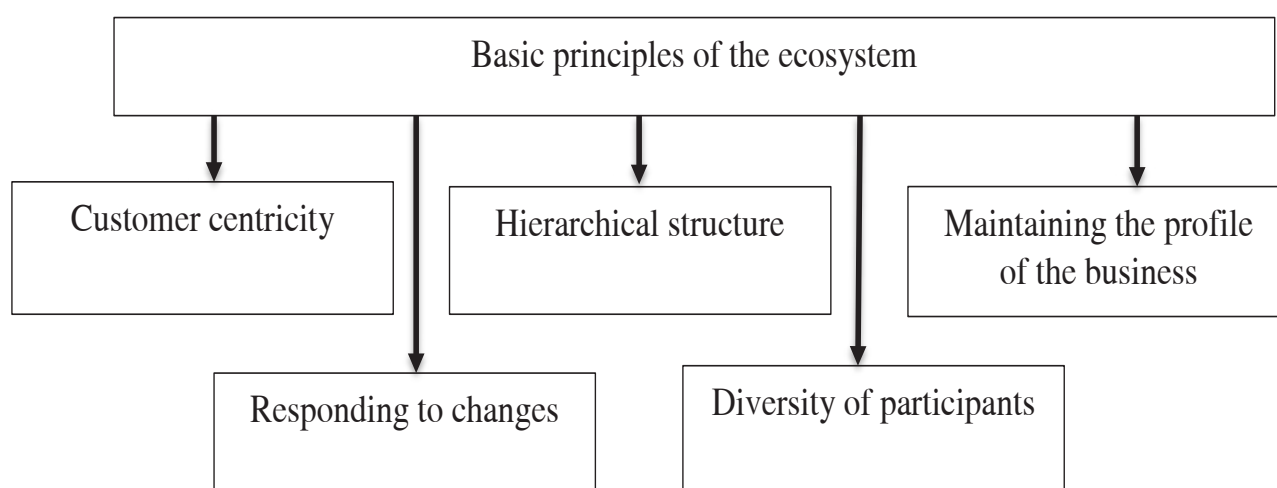 Basic principles of the ecosystem
Customer centricity
Hierarchical structure
Maintaining the profile
of the business
Responding to changes
Diversity of participants